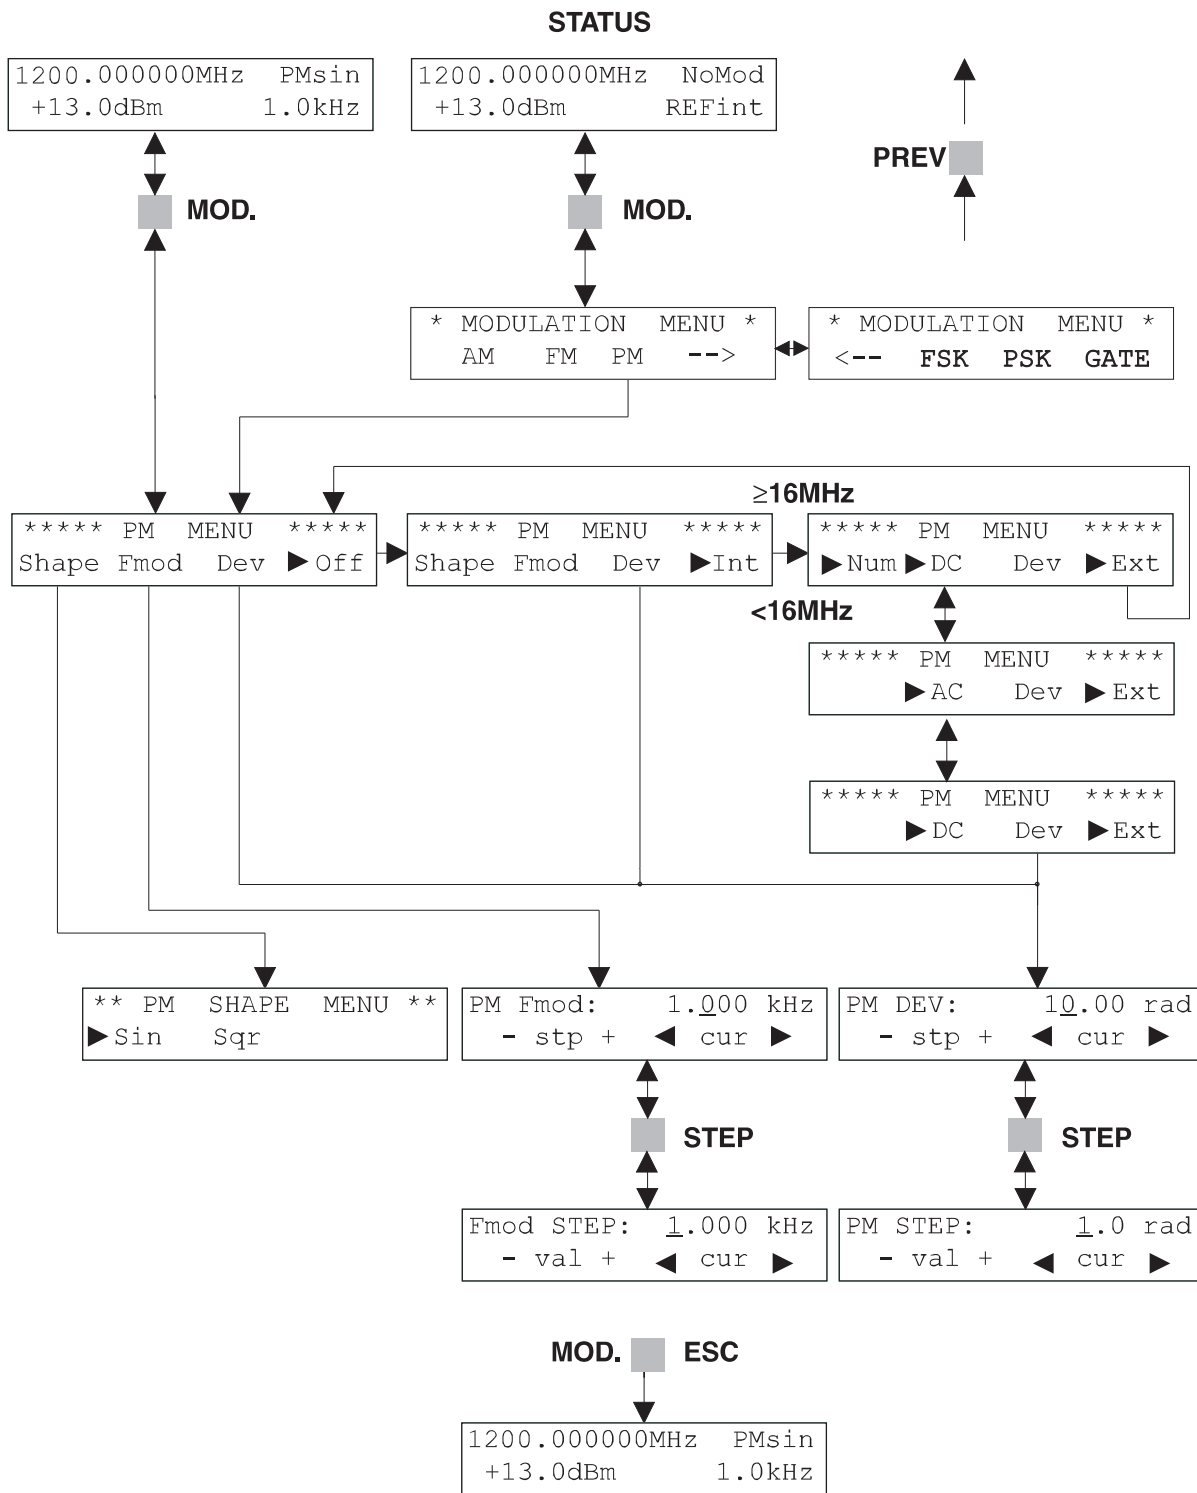 STATUS
1200.000000MHz PMsin
+13.0dBm 1.0kHz
1200.000000MHz NoMod
+13.0dBm REFint
PREV
MOD.
MOD.
* MODULATION MENU *
AM FM PM -->
* MODULATION MENU *
<-- FSK PSK GATE
≥16MHz
***** PM MENU *****
Shape Fmod Dev ▶Off
***** PM MENU *****
Shape Fmod Dev ▶Int
***** PM MENU *****
▶Num ▶DC Dev ▶Ext
<16MHz
***** PM MENU *****
▶AC Dev ▶Ext
***** PM MENU *****
▶DC Dev ▶Ext
** PM SHAPE MENU **
▶Sin Sqr
PM Fmod: 1.000 kHz
- stp + ◀ cur ▶
PM DEV: 10.00 rad
- stp + ◀ cur ▶
STEP
STEP
Fmod STEP: 1.000 kHz
- val + ◀ cur ▶
PM STEP: 1.0 rad
- val + ◀ cur ▶
MOD. ESC
1200.000000MHz PMsin
+13.0dBm 1.0kHz